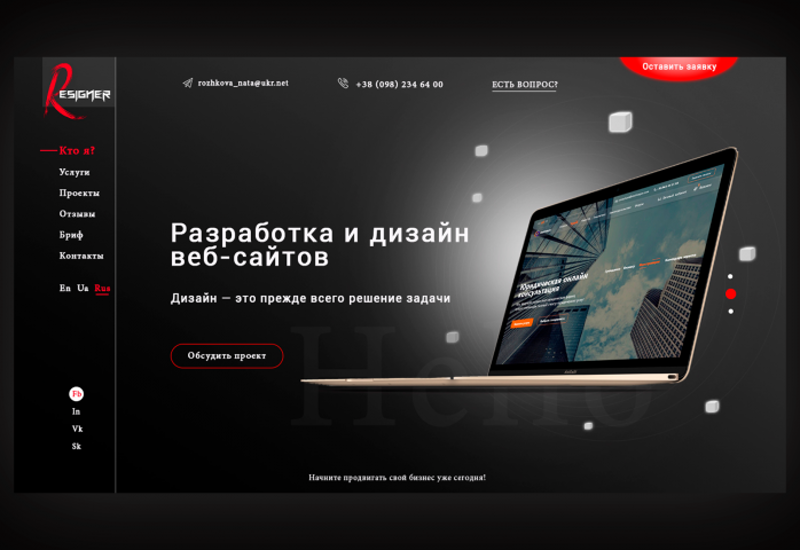 RESIGNER
rozhkova_nata@ukr.net
+38 (098) 234 64 00
ЕСТЬ ВОПРОС?
Оставить заявку
Кто я?
Услуги
Проекты
Отзывы
Бриф
Контакты
En Ua Rus
Разработка и дизайн
веб-сайтов
Дизайн — это прежде всего решение задачи
Обсудить проект
Юридическая онлайн
консультация
Hello
Fb
In
Vk
Sk
Начните продвигать свой бизнес уже сегодня!